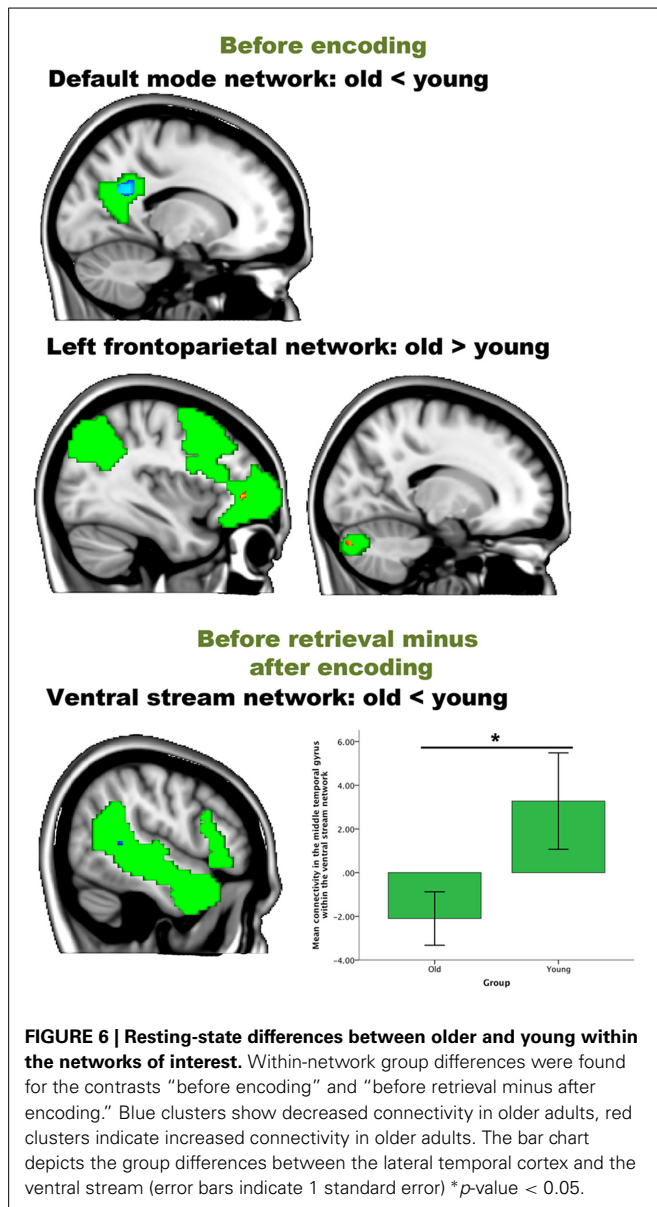 Before encoding
Default mode network: old < young
Left frontoparietal network: old > young
Before retrieval minus
after encoding
Ventral stream network: old < young
*
6.00
4.00
2.00
.00
-2.00
-4.00
Mean connectivity in the middle temporal gyrus
within the ventral stream network
Old
Young
Group
FIGURE 6 | Resting-state differences between older and young within
the networks of interest. Within-network group differences were found
for the contrasts “before encoding” and “before retrieval minus after
encoding.” Blue clusters show decreased connectivity in older adults, red
clusters indicate increased connectivity in older adults. The bar chart
depicts the group differences between the lateral temporal cortex and the
ventral stream (error bars indicate 1 standard error) *p-value < 0.05.